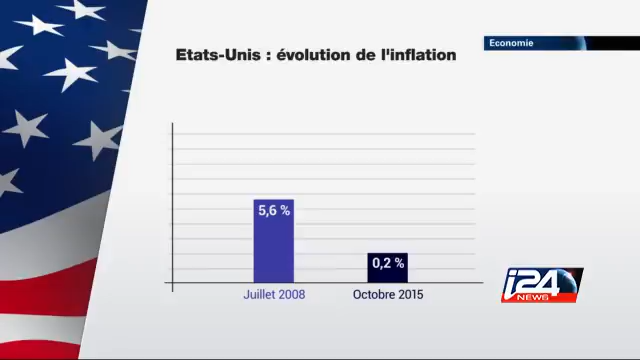 Economie
Etats-Unis : évolution de l'inflation
5,6 %
0,2 %
Juillet 2008
Octobre 2015
i24
NEWS